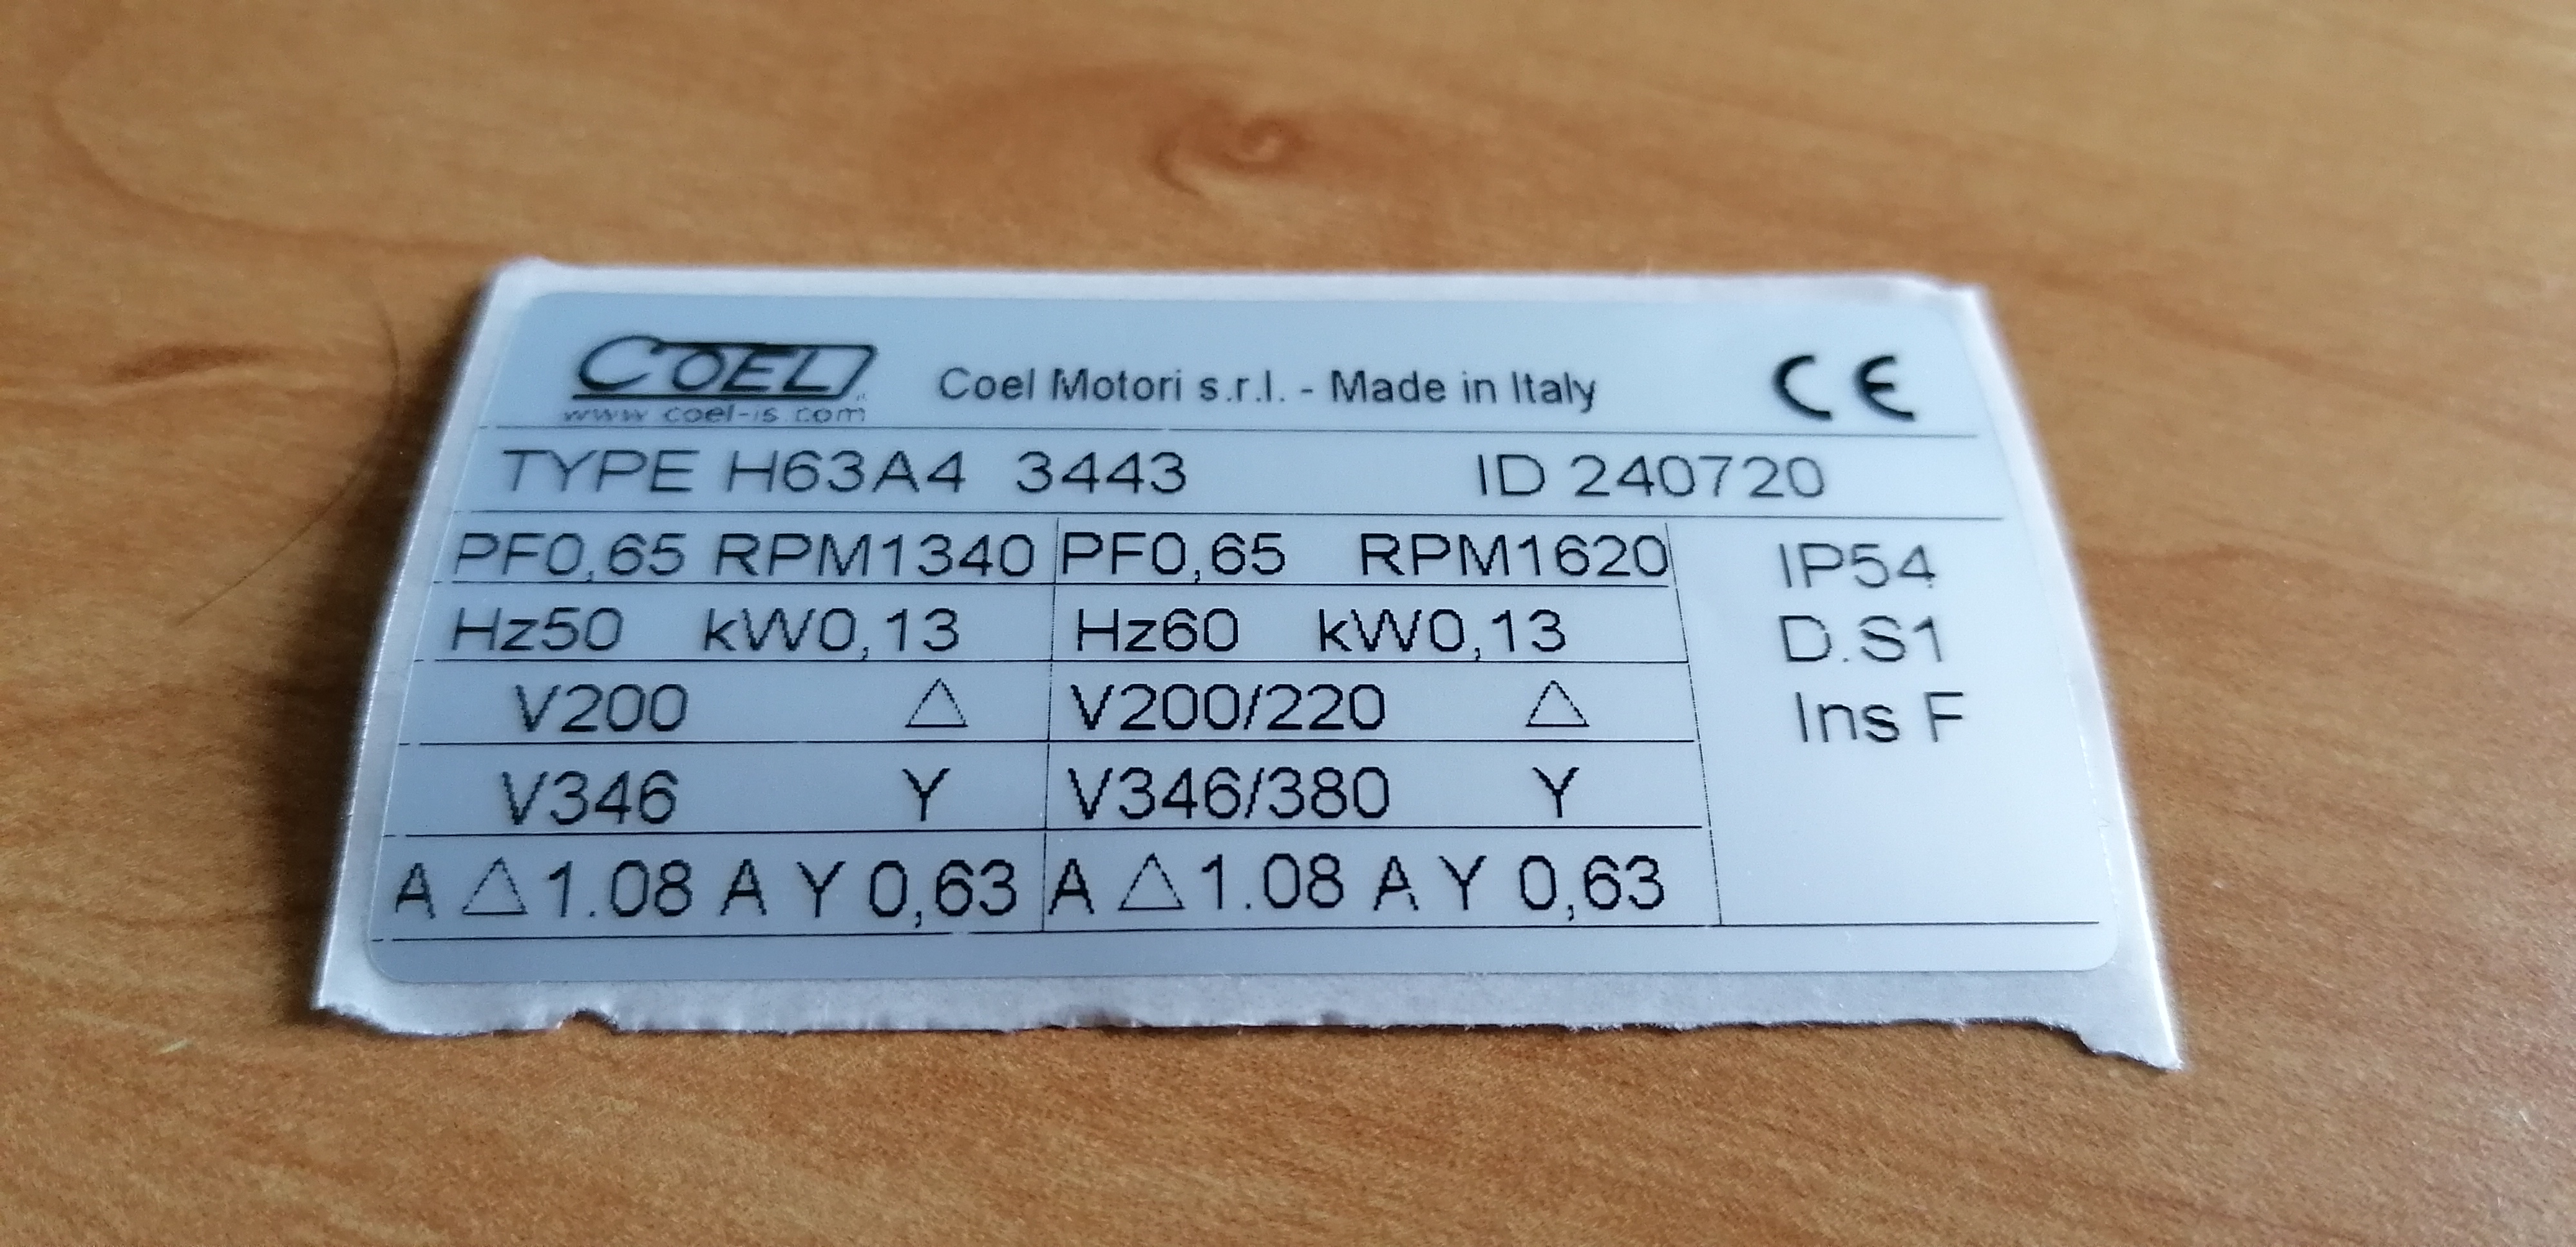 COEL Coel Motori s.r.l. - Made in Italy CE
www.coel-is.com
TYPE H63A4 3443 ID 240720
PF0,65 RPM1340 PF0,65 RPM1620 IP54
Hz50 kW0,13 Hz60 kW0,13 D.S1
V200 △ V200/220 △ Ins F
V346 Y V346/380 Y
A △ 1.08 A Y 0,63 A △ 1.08 A Y 0,63